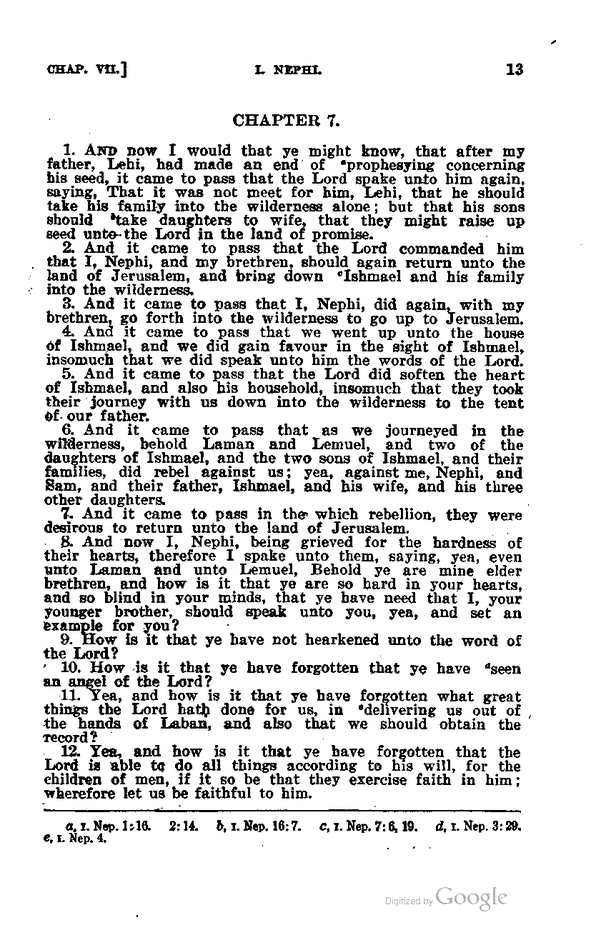 CHAP. VII.] I. NEPHI. 13
CHAPTER 7.
1. AND now I would that ye might know, that after my
father, Lehi, had made an end of ᵃprophesying concerning
his seed, it came to pass that the Lord spake unto him again,
saying, That it was not meet for him, Lehi, that he should
take his family into the wilderness alone; but that his sons
should ᵇtake daughters to wife, that they might raise up
seed unto the Lord in the land of promise.
2. And it came to pass that the Lord commanded him
that I, Nephi, and my brethren, should again return unto the
land of Jerusalem, and bring down ᶜIshmael and his family
into the wilderness.
3. And it came to pass that I, Nephi, did again, with my
brethren, go forth into the wilderness to go up to Jerusalem.
4. And it came to pass that we went up unto the house
of Ishmael, and we did gain favour in the sight of Ishmael,
insomuch that we did speak unto him the words of the Lord.
5. And it came to pass that the Lord did soften the heart
of Ishmael, and also his household, insomuch that they took
their journey with us down into the wilderness to the tent
of our father.
6. And it came to pass that as we journeyed in the
wilderness, behold Laman and Lemuel, and two of the
daughters of Ishmael, and the two sons of Ishmael, and their
families, did rebel against us; yea, against me, Nephi, and
Sam, and their father, Ishmael, and his wife, and his three
other daughters.
7. And it came to pass in the which rebellion, they were
desirous to return unto the land of Jerusalem.
8. And now I, Nephi, being grieved for the hardness of
their hearts, therefore I spake unto them, saying, yea, even
unto Laman and unto Lemuel, Behold ye are mine elder
brethren, and how is it that ye are so hard in your hearts,
and so blind in your minds, that ye have need that I, your
younger brother, should speak unto you, yea, and set an
example for you?
9. How is it that ye have not hearkened unto the word of
the Lord?
10. How is it that ye have forgotten that ye have ᵈseen
an angel of the Lord?
11. Yea, and how is it that ye have forgotten what great
things the Lord hath done for us, in ᵉdelivering us out of
the hands of Laban, and also that we should obtain the
record?
12. Yea, and how is it that ye have forgotten that the
Lord is able to do all things according to his will, for the
children of men, if it so be that they exercise faith in him;
wherefore let us be faithful to him.
a, I. Nep. 1:16. 2:14. b, I. Nep. 16:7. c, I. Nep. 7:6, 19. d, I. Nep. 3:29.
e, I. Nep. 4.
Digitized by Google